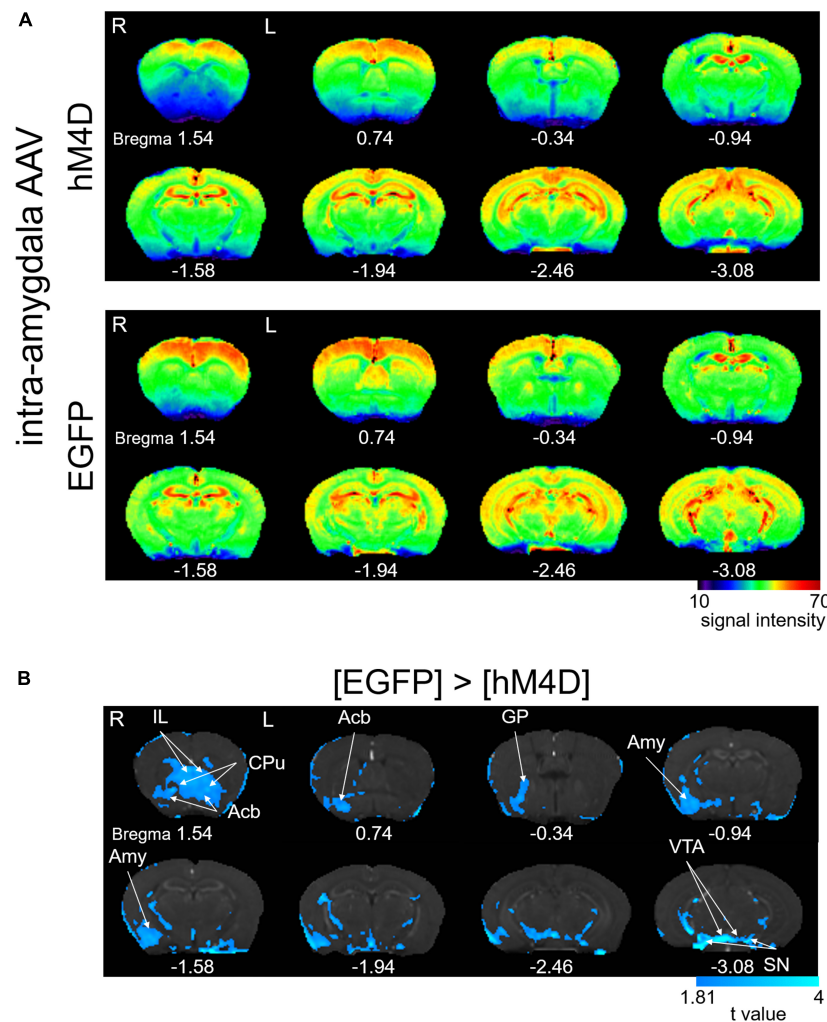 A
intra-amygdala AAV
hM4D
R L
Bregma 1.54 0.74 -0.34 -0.94
-1.58 -1.94 -2.46 -3.08
EGFP
R L
Bregma 1.54 0.74 -0.34 -0.94
-1.58 -1.94 -2.46 -3.08
10 70
signal intensity
B
[EGFP] > [hM4D]
R IL L Acb GP
Amy
CPu
Acb
Bregma 1.54 0.74 -0.34 -0.94
Amy VTA
-1.58 -1.94 -2.46 -3.08 SN
1.81 4
t value